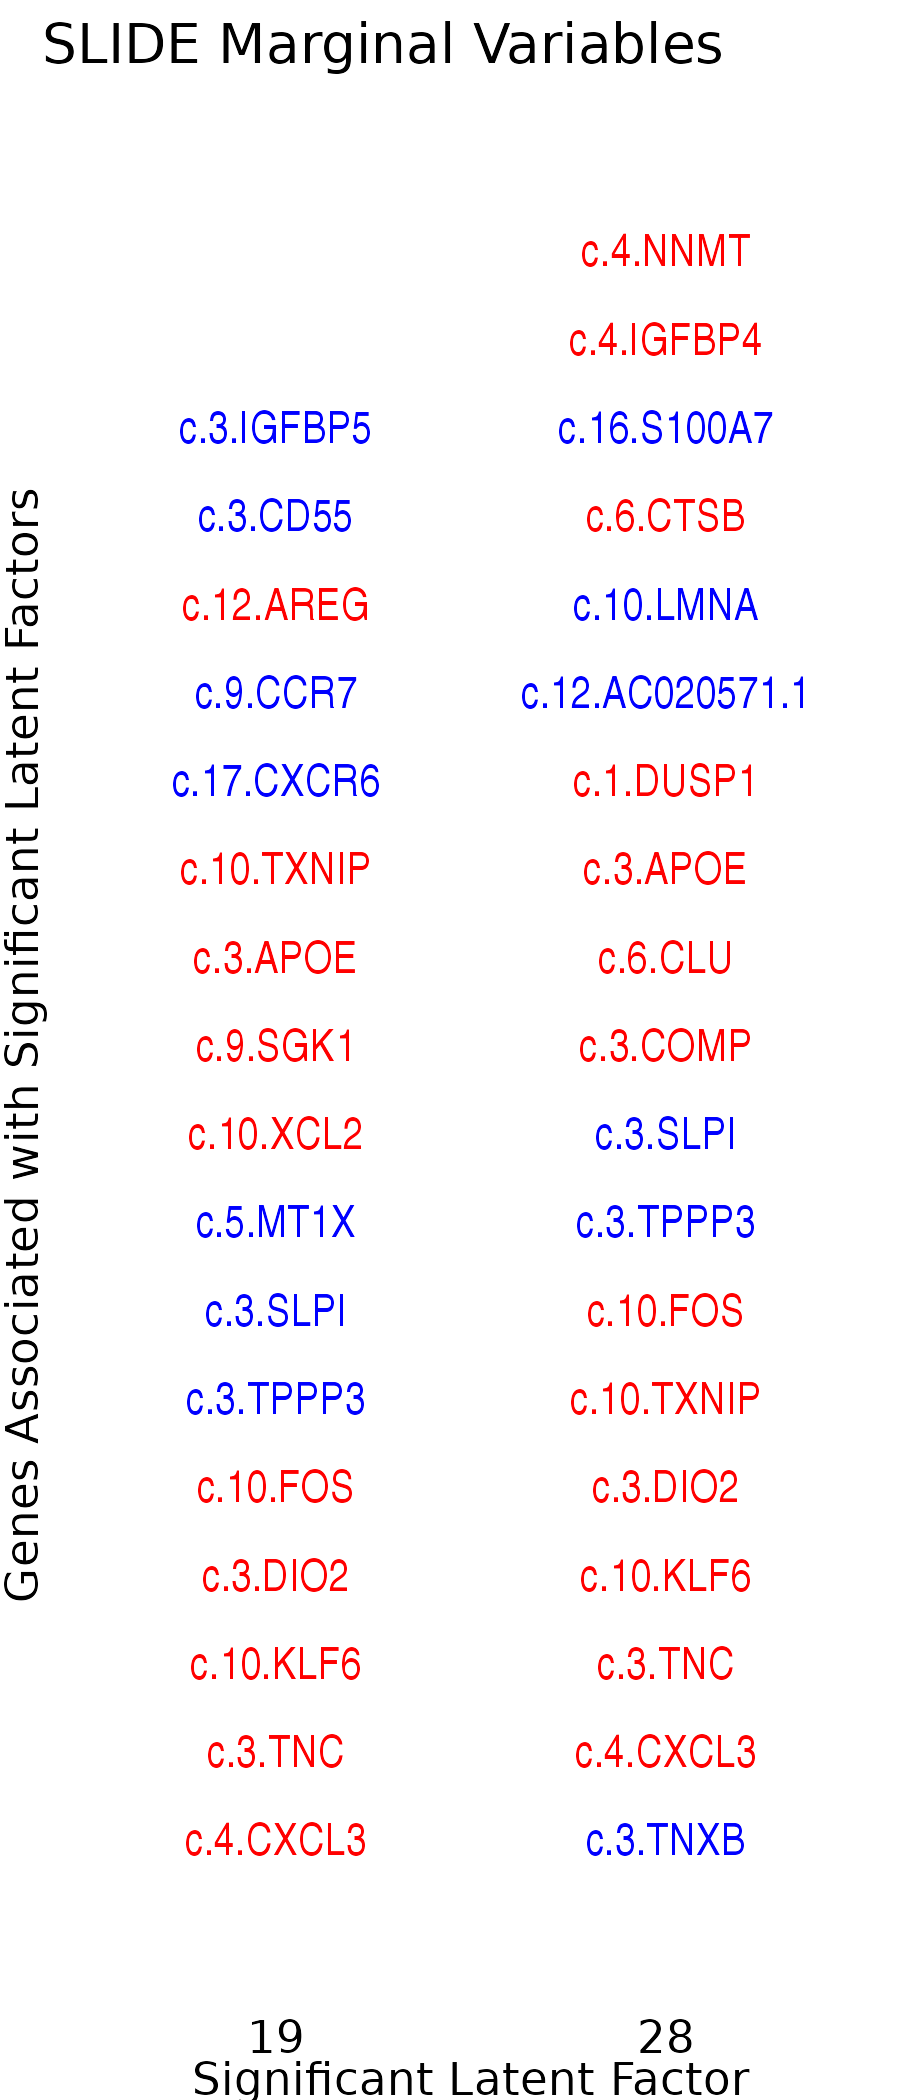 SLIDE Marginal Variables
Genes Associated with Significant Latent Factors
c.4.NNMT
c.4.IGFBP4
c.3.IGFBP5 c.16.S100A7
c.3.CD55 c.6.CTSB
c.12.AREG c.10.LMNA
c.9.CCR7 c.12.AC020571.1
c.17.CXCR6 c.1.DUSP1
c.10.TXNIP c.3.APOE
c.3.APOE c.6.CLU
c.9.SGK1 c.3.COMP
c.10.XCL2 c.3.SLPI
c.5.MT1X c.3.TPPP3
c.3.SLPI c.10.FOS
c.3.TPPP3 c.10.TXNIP
c.10.FOS c.3.DIO2
c.3.DIO2 c.10.KLF6
c.10.KLF6 c.3.TNC
c.3.TNC c.4.CXCL3
c.4.CXCL3 c.3.TNXB
19 28
Significant Latent Factor